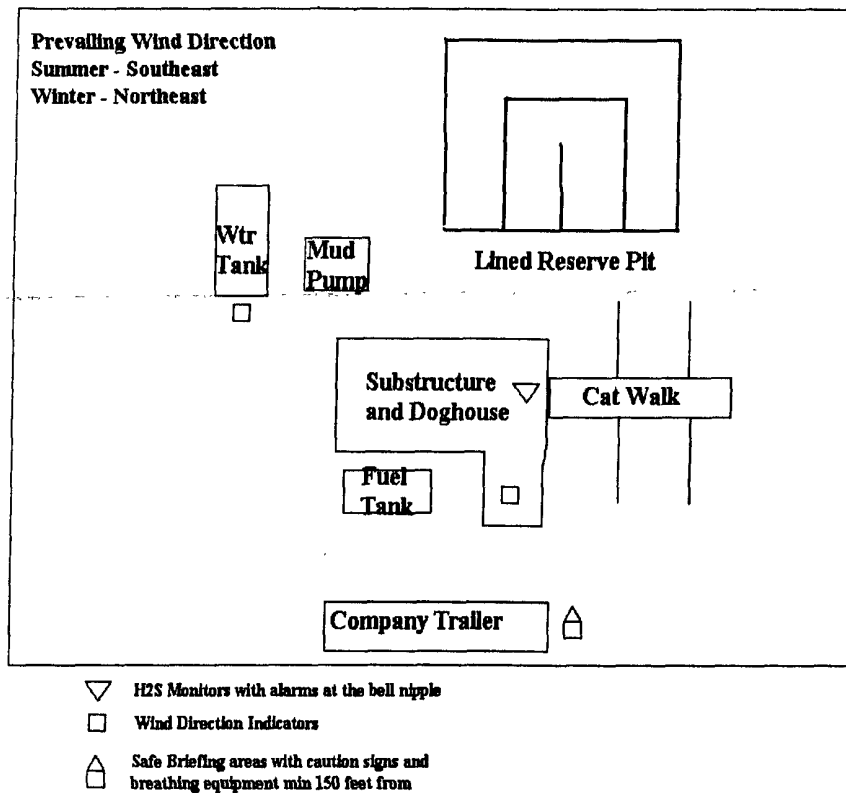 Prevailing Wind Direction
Summer - Southeast
Winter - Northeast
Wtr
Tank
Mud
Pump
Lined Reserve Pit
Substructure
and Doghouse
Cat Walk
Fuel
Tank
Company Trailer
H2S Monitors with alarms at the bell nipple
Wind Direction Indicators
Safe Briefing areas with caution signs and
breathing equipment min 150 feet from